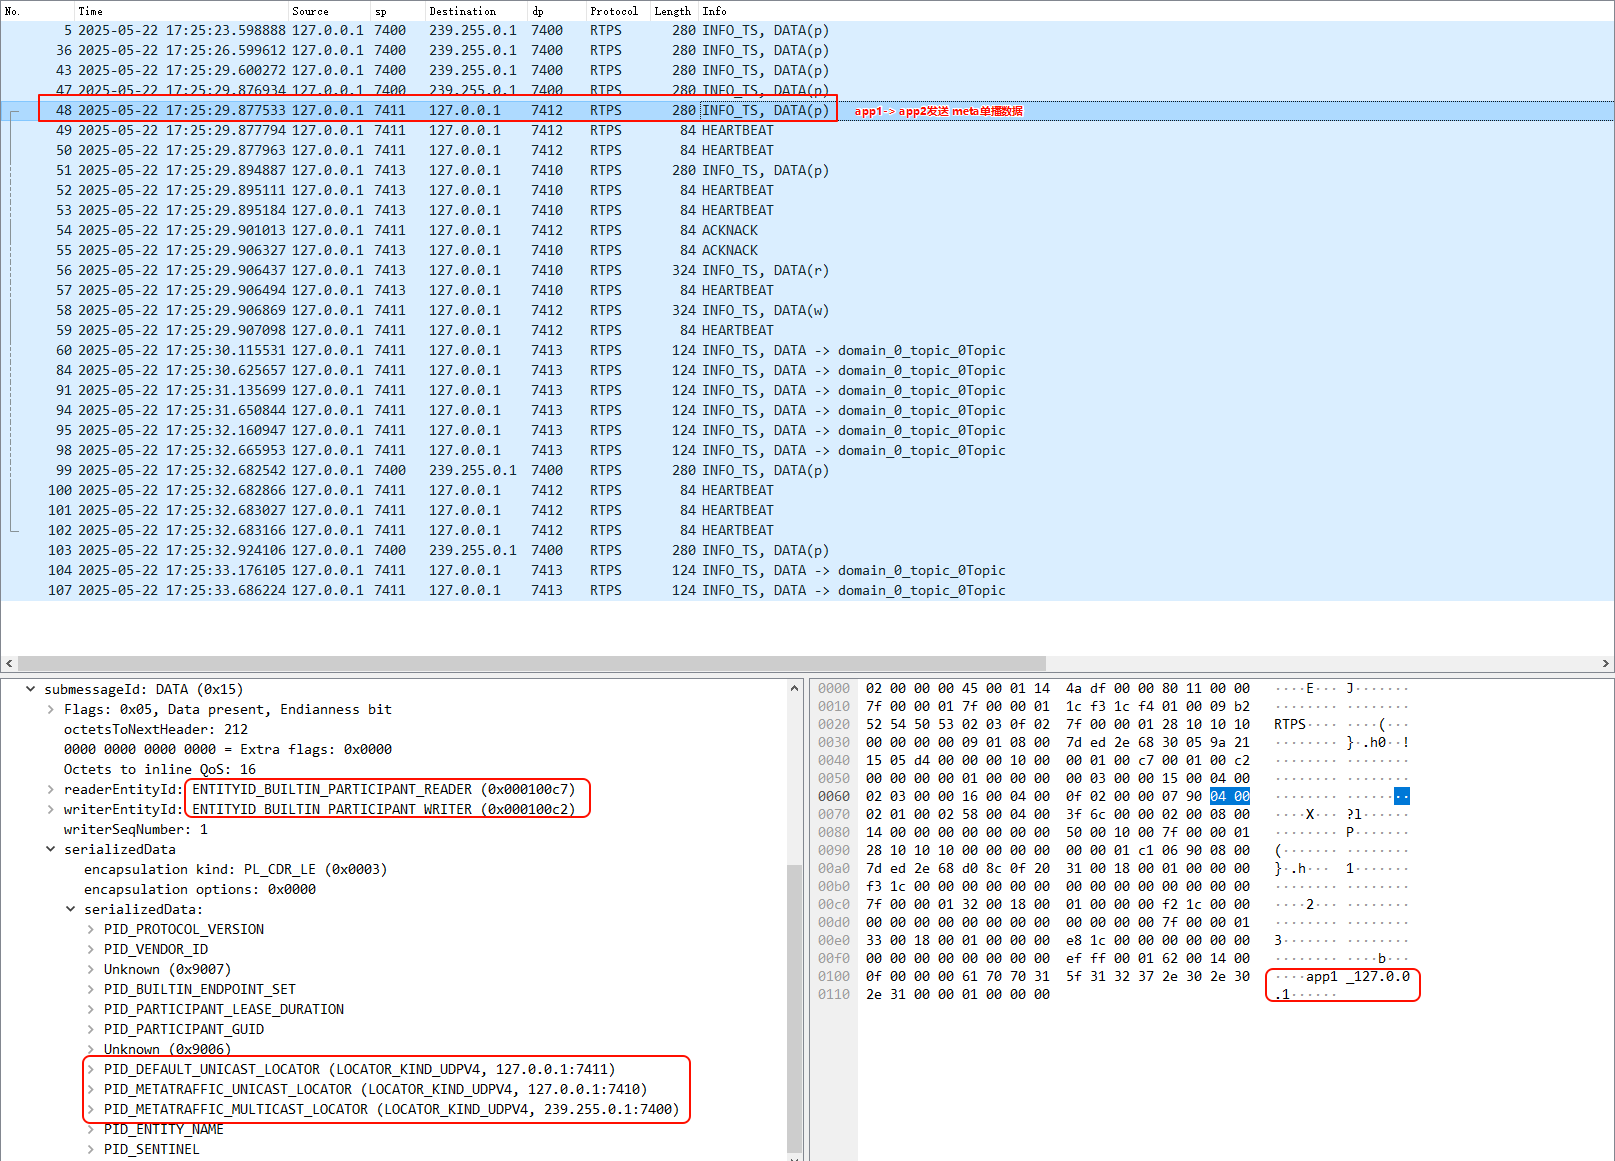 No. Time Source sp Destination dp Protocol Length Info
5 2025-05-22 17:25:23.598888 127.0.0.1 7400 239.255.0.1 7400 RTPS 280 INFO_TS, DATA(p)
36 2025-05-22 17:25:26.599612 127.0.0.1 7400 239.255.0.1 7400 RTPS 280 INFO_TS, DATA(p)
43 2025-05-22 17:25:29.600272 127.0.0.1 7400 239.255.0.1 7400 RTPS 280 INFO_TS, DATA(p)
47 2025-05-22 17:25:29.876934 127.0.0.1 7400 239.255.0.1 7400 RTPS 280 INFO_TS, DATA(p)
48 2025-05-22 17:25:29.877533 127.0.0.1 7411 127.0.0.1 7412 RTPS 280 INFO_TS, DATA(p) app1-> app2发送 meta单播数据
49 2025-05-22 17:25:29.877794 127.0.0.1 7411 127.0.0.1 7412 RTPS 84 HEARTBEAT
50 2025-05-22 17:25:29.877963 127.0.0.1 7411 127.0.0.1 7412 RTPS 84 HEARTBEAT
51 2025-05-22 17:25:29.894887 127.0.0.1 7413 127.0.0.1 7410 RTPS 280 INFO_TS, DATA(p)
52 2025-05-22 17:25:29.895111 127.0.0.1 7413 127.0.0.1 7410 RTPS 84 HEARTBEAT
53 2025-05-22 17:25:29.895184 127.0.0.1 7413 127.0.0.1 7410 RTPS 84 HEARTBEAT
54 2025-05-22 17:25:29.901013 127.0.0.1 7411 127.0.0.1 7412 RTPS 84 ACKNACK
55 2025-05-22 17:25:29.906327 127.0.0.1 7413 127.0.0.1 7410 RTPS 84 ACKNACK
56 2025-05-22 17:25:29.906437 127.0.0.1 7413 127.0.0.1 7410 RTPS 324 INFO_TS, DATA(r)
57 2025-05-22 17:25:29.906494 127.0.0.1 7413 127.0.0.1 7410 RTPS 84 HEARTBEAT
58 2025-05-22 17:25:29.906869 127.0.0.1 7411 127.0.0.1 7412 RTPS 324 INFO_TS, DATA(w)
59 2025-05-22 17:25:29.907098 127.0.0.1 7411 127.0.0.1 7412 RTPS 84 HEARTBEAT
60 2025-05-22 17:25:30.115531 127.0.0.1 7411 127.0.0.1 7413 RTPS 124 INFO_TS, DATA -> domain_0_topic_0Topic
84 2025-05-22 17:25:30.625657 127.0.0.1 7411 127.0.0.1 7413 RTPS 124 INFO_TS, DATA -> domain_0_topic_0Topic
91 2025-05-22 17:25:31.135699 127.0.0.1 7411 127.0.0.1 7413 RTPS 124 INFO_TS, DATA -> domain_0_topic_0Topic
94 2025-05-22 17:25:31.650844 127.0.0.1 7411 127.0.0.1 7413 RTPS 124 INFO_TS, DATA -> domain_0_topic_0Topic
95 2025-05-22 17:25:32.160947 127.0.0.1 7411 127.0.0.1 7413 RTPS 124 INFO_TS, DATA -> domain_0_topic_0Topic
98 2025-05-22 17:25:32.665953 127.0.0.1 7411 127.0.0.1 7413 RTPS 124 INFO_TS, DATA -> domain_0_topic_0Topic
99 2025-05-22 17:25:32.682542 127.0.0.1 7400 239.255.0.1 7400 RTPS 280 INFO_TS, DATA(p)
100 2025-05-22 17:25:32.682866 127.0.0.1 7411 127.0.0.1 7412 RTPS 84 HEARTBEAT
101 2025-05-22 17:25:32.683027 127.0.0.1 7411 127.0.0.1 7412 RTPS 84 HEARTBEAT
102 2025-05-22 17:25:32.683166 127.0.0.1 7411 127.0.0.1 7412 RTPS 84 HEARTBEAT
103 2025-05-22 17:25:32.924106 127.0.0.1 7400 239.255.0.1 7400 RTPS 280 INFO_TS, DATA(p)
104 2025-05-22 17:25:33.176105 127.0.0.1 7411 127.0.0.1 7413 RTPS 124 INFO_TS, DATA -> domain_0_topic_0Topic
107 2025-05-22 17:25:33.686224 127.0.0.1 7411 127.0.0.1 7413 RTPS 124 INFO_TS, DATA -> domain_0_topic_0Topic
submessageId: DATA (0x15)
Flags: 0x05, Data present, Endianness bit
octetsToNextHeader: 212
0000 0000 0000 0000 = Extra flags: 0x0000
Octets to inline QoS: 16
readerEntityId: ENTITYID_BUILTIN_PARTICIPANT_READER (0x000100c7)
writerEntityId: ENTITYID_BUILTIN_PARTICIPANT_WRITER (0x000100c2)
writerSeqNumber: 1
serializedData
encapsulation kind: PL_CDR_LE (0x0003)
encapsulation options: 0x0000
serializedData:
PID_PROTOCOL_VERSION
PID_VENDOR_ID
Unknown (0x9007)
PID_BUILTIN_ENDPOINT_SET
PID_PARTICIPANT_LEASE_DURATION
PID_PARTICIPANT_GUID
Unknown (0x9006)
PID_DEFAULT_UNICAST_LOCATOR (LOCATOR_KIND_UDPV4, 127.0.0.1:7411)
PID_METATRAFFIC_UNICAST_LOCATOR (LOCATOR_KIND_UDPV4, 127.0.0.1:7410)
PID_METATRAFFIC_MULTICAST_LOCATOR (LOCATOR_KIND_UDPV4, 239.255.0.1:7400)
PID_ENTITY_NAME
PID_SENTINEL
0000 02 00 00 00 45 00 01 14 4a df 00 00 80 11 00 00 ····E··· J·······
0010 7f 00 00 01 7f 00 00 01 1c f3 1c f4 01 00 09 b2 ········ ········
0020 52 54 50 53 02 03 0f 02 7f 00 00 01 28 10 10 10 RTPS···· ····(···
0030 00 00 00 00 09 01 08 00 7d ed 2e 68 30 05 9a 21 ········ }·.h0··!
0040 15 05 d4 00 00 00 10 00 00 01 00 c7 00 01 00 c2 ········ ········
0050 00 00 00 00 01 00 00 00 00 03 00 00 15 00 04 00 ········ ········
0060 02 03 00 00 16 00 04 00 0f 02 00 00 07 90 04 00 ········ ········
0070 02 01 00 02 58 00 04 00 3f 6c 00 00 02 00 08 00 ····X··· ?l······
0080 14 00 00 00 00 00 00 00 50 00 10 00 7f 00 00 01 ········ P·······
0090 28 10 10 10 00 00 00 00 00 00 01 c1 06 90 08 00 (······· ········
00a0 7d ed 2e 68 d0 8c 0f 20 31 00 18 00 01 00 00 00 }·.h··· 1·······
00b0 f3 1c 00 00 00 00 00 00 00 00 00 00 00 00 00 00 ········ ········
00c0 7f 00 00 01 32 00 18 00 01 00 00 00 f2 1c 00 00 ····2··· ········
00d0 00 00 00 00 00 00 00 00 00 00 00 00 7f 00 00 01 ········ ········
00e0 33 00 18 00 01 00 00 00 e8 1c 00 00 00 00 00 00 3······· ········
00f0 00 00 00 00 00 00 00 00 ef ff 00 01 62 00 14 00 ········ ····b···
0100 0f 00 00 00 61 70 70 31 5f 31 32 37 2e 30 2e 30 ····app1 _127.0.0
0110 2e 31 00 00 01 00 00 00 .1······